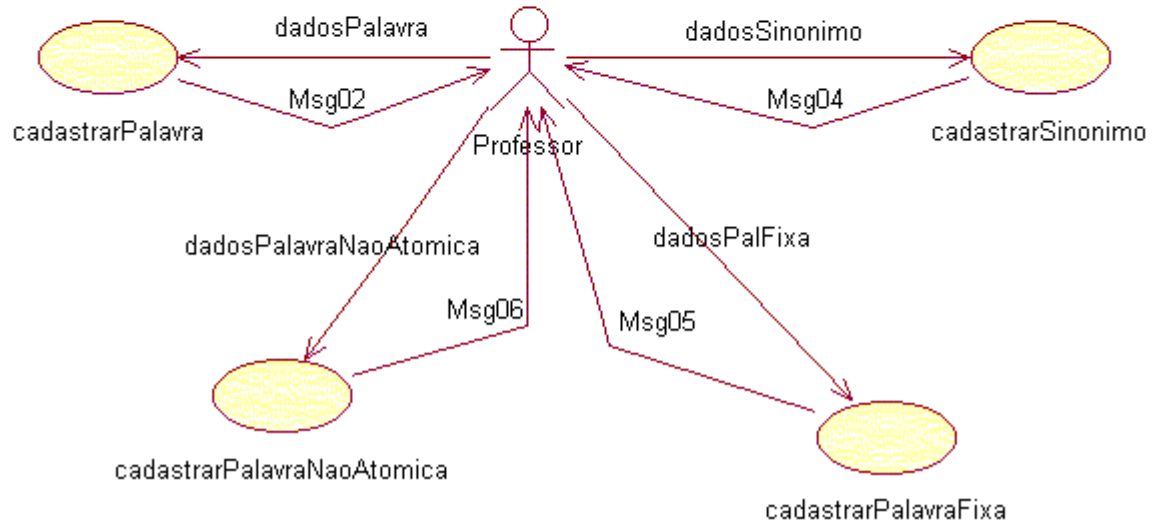 dadosPalavra
dadosSinonimo
Msg02
Msg04
cadastrarPalavra
Professor
cadastrarSinonimo
dadosPalavraNaoAtomica
dadosPalFixa
Msg06
Msg05
cadastrarPalavraNaoAtomica
cadastrarPalavraFixa